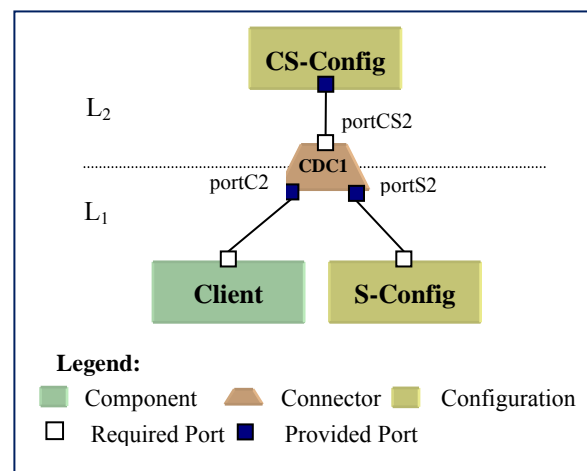 CS-Config
L2
portCS2
CDC1
portC2
portS2
L1
Client
S-Config
Legend:
Component
Connector
Configuration
Required Port
Provided Port